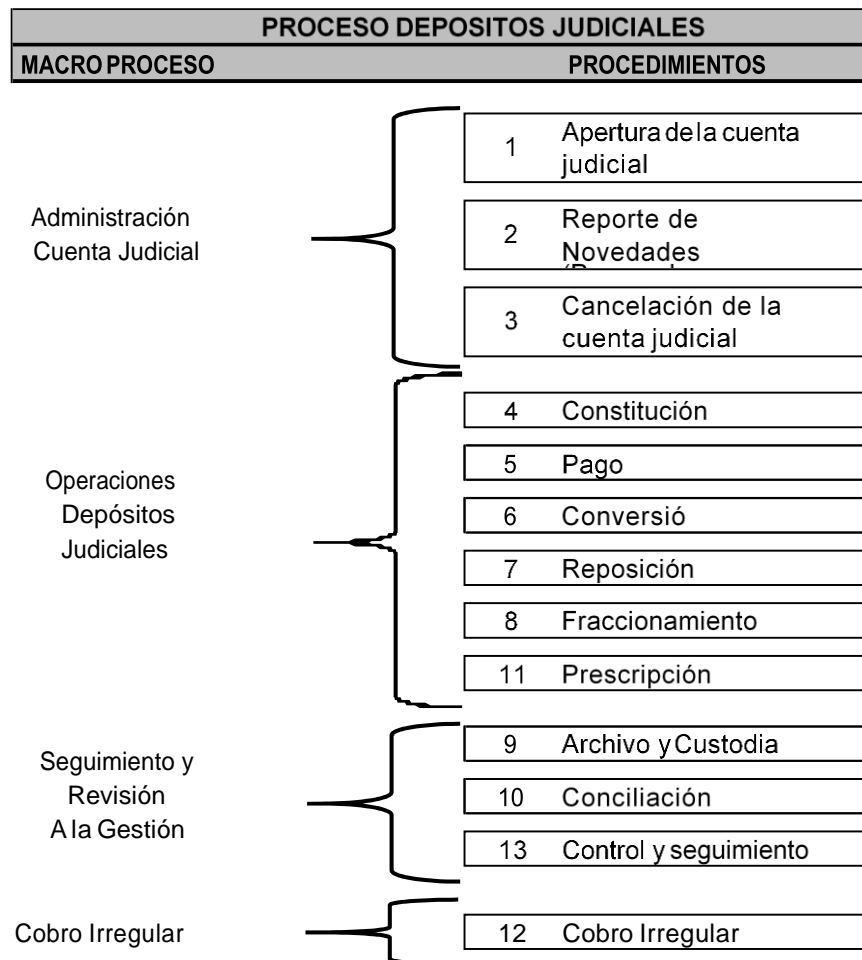 PROCESO DEPOSITOS JUDICIALES
MACRO PROCESO PROCEDIMIENTOS
Administración
Cuenta Judicial
1 Apertura de la cuenta
judicial
2 Reporte de
Novedades
3 Cancelación de la
cuenta judicial
Operaciones
Depósitos
Judiciales
4 Constitución
5 Pago
6 Conversió
7 Reposición
8 Fraccionamiento
11 Prescripción
Seguimiento y
Revisión
A la Gestión
9 Archivo y Custodia
10 Conciliación
13 Control y seguimiento
Cobro Irregular
12 Cobro Irregular